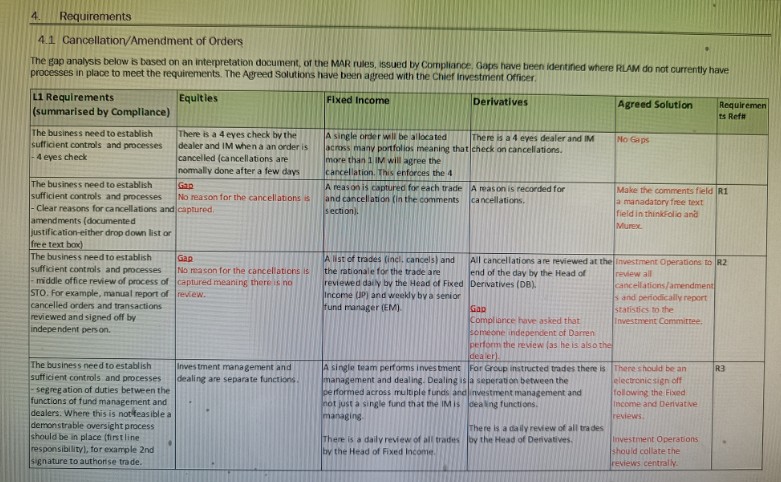 4. Requirements
4.1 Cancellation/Amendment of Orders
The gap analysis below is based on an interpretation document, of the MAR rules, issued by Compliance. Gaps have been identified where RLAM do not currently have
processes in place to meet the requirements. The Agreed Solutions have been agreed with the Chief Investment Officer.
L1 Requirements
(summarised by Compliance)
Equities
Fixed Income
Derivatives
Agreed Solution
Requiremen
ts Ref#
The business need to establish
sufficient controls and processes
- 4 eyes check
There is a 4 eyes check by the
dealer and IM when a an order is
cancelled (cancellations are
normally done after a few days
A single order will be allocated
across many portfolios meaning that
more than 1 IM will agree the
cancellation. This enforces the 4
There is a 4 eyes dealer and IM
check on cancellations.
No Gaps
The business need to establish
sufficient controls and processes
- Clear reasons for cancellations and
amendments (documented
justification-either drop down list or
free text box)
Gap
No reason for the cancellations is
captured.
A reason is captured for each trade
and cancellation (in the comments
section).
A reason is recorded for
cancellations.
Make the comments field
a manadatory free text
field in thinkFolio and
Murex.
R1
The business need to establish
sufficient controls and processes
- middle office review of process of
STO. For example, manual report of
cancelled orders and transactions
reviewed and signed off by
independent person.
Gap
No reason for the cancellations is
captured meaning there is no
review.
A list of trades (incl. cancels) and
the rationale for the trade are
reviewed daily by the Head of Fixed
Income (JP) and weekly by a senior
fund manager (EM).
All cancellations are reviewed at the
end of the day by the Head of
Derivatives (DB).
Gap
Compliance have asked that
someone independent of Darren
perform the review (as he is also the
dealer).
Investment Operations to
review all
cancellations/amendment
s and periodically report
statistics to the
Investment Committee.
R2
The business need to establish
sufficient controls and processes
- segregation of duties between the
functions of fund management and
dealers. Where this is not feasible a
demonstrable oversight process
should be in place (first line
responsibility), for example 2nd
signature to authorise trade.
Investment management and
dealing are separate functions.
A single team performs investment
management and dealing. Dealing is
performed across multiple funds and
not just a single fund that the IM is
managing.
There is a daily review of all trades
by the Head of Fixed Income.
For Group instructed trades there is
a seperation between the
investment management and
dealing functions.
There is a daily review of all trades
by the Head of Derivatives.
There should be an
electronic sign off
following the Fixed
Income and Derivative
reviews.
Investment Operations
should collate the
reviews centrally.
R3